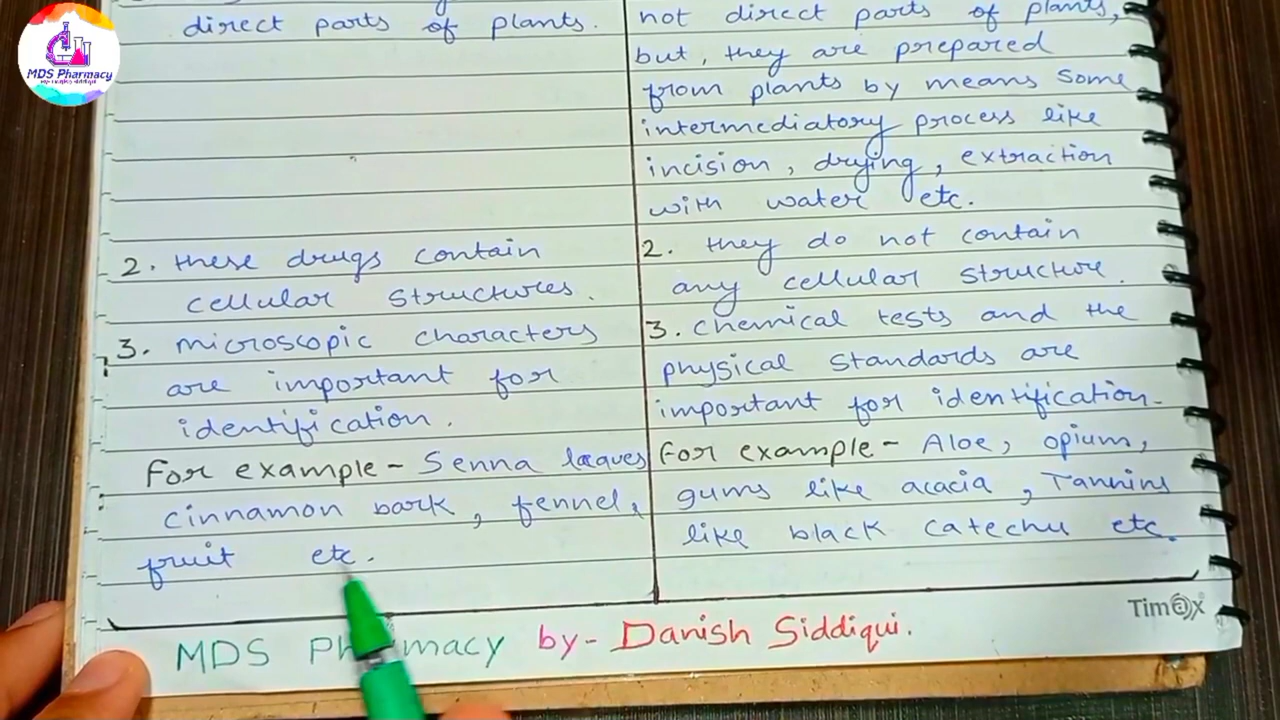 MDS Pharmacy
direct parts of plants.
2. these drugs contain
cellular structures.
3. microscopic characters
are important for
identification.
For example - Senna leaves
cinnamon bark, fennel,
fruit etc.
not direct parts of plants,
but, they are prepared
from plants by means some
intermediatory process like
incision, drying, extraction
with water etc.
2. they do not contain
any cellular structure.
3. chemical tests and the
physical standards are
important for identification.
For example - Aloe, opium,
gums like acacia, Tannins
like black catechu etc.
Tim@x
MDS Pharmacy by- Danish Siddiqui.